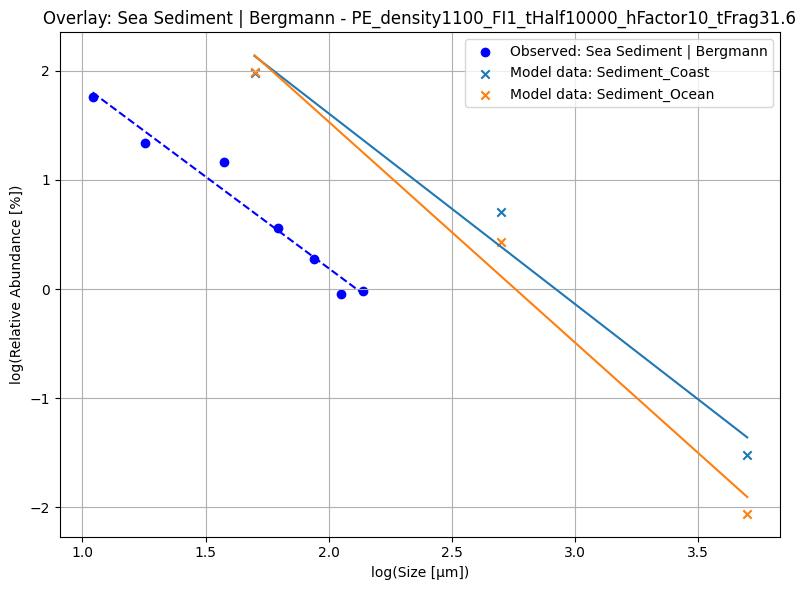 Overlay: Sea Sediment | Bergmann - PE_density1100_FI1_tHalf10000_hFactor10_tFrag31.6
Observed: Sea Sediment | Bergmann
Model data: Sediment_Coast
Model data: Sediment_Ocean
log(Relative Abundance [%])
2
1
0
−1
−2
1.0 1.5 2.0 2.5 3.0 3.5
log(Size [µm])